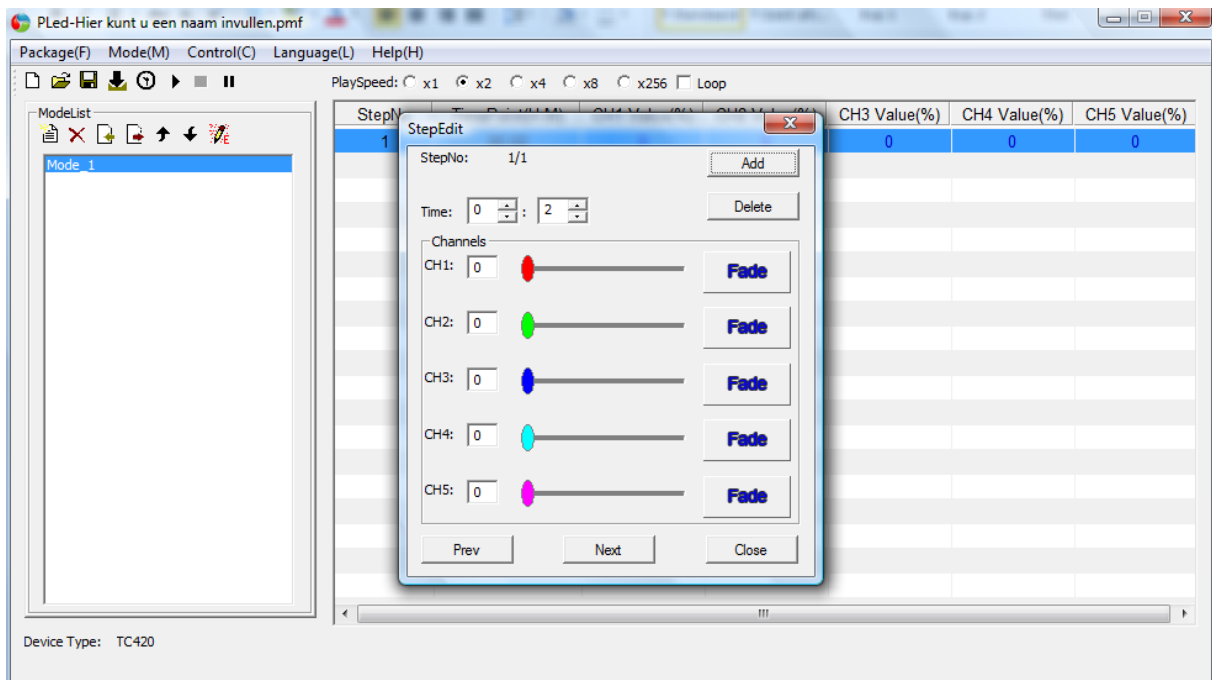 PLed-Hier kunt u een naam invullen.pmf
Package(F) Mode(M) Control(C) Language(L) Help(H)
PlaySpeed: x1 x2 x4 x8 x256 Loop
ModeList
Mode_1
CH3 Value(%) CH4 Value(%) CH5 Value(%)
1 0 0 0
StepEdit
StepNo: 1/1 Add
Time: 0 : 2 Delete
Channels
CH1: 0 Fade
CH2: 0 Fade
CH3: 0 Fade
CH4: 0 Fade
CH5: 0 Fade
Prev Next Close
Device Type: TC420